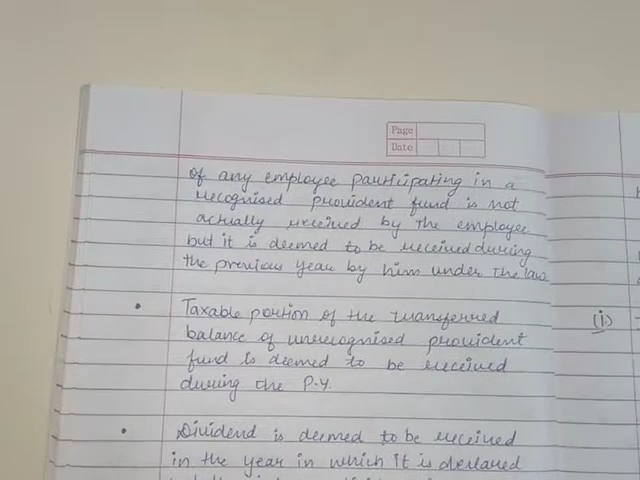 Page
Date
of any employee participating in a
recognised provident fund is not
actually received by the employee
but it is deemed to be received during
the previous year by him under the law.
• Taxable portion of the transferred
balance of unrecognised provident
fund is deemed to be received
during the P.Y.
(i)
• Dividend is deemed to be received
in the year in which it is declared